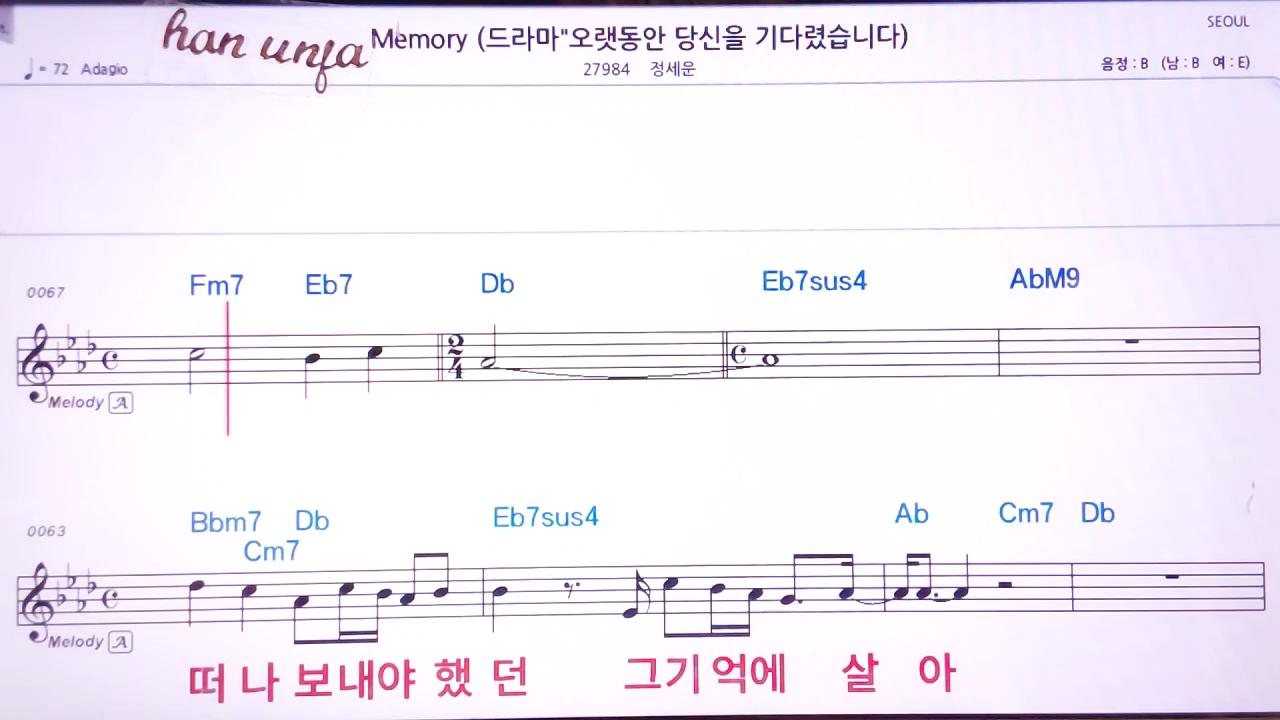 SEOUL
han unfa Memory (드라마"오랫동안 당신을 기다렸습니다)
♩= 72 Adagio 27984 정세운 음정 : B (남 : B 여 : E)
0067 Fm7 Eb7 Db Eb7sus4 AbM9
2
4
Melody A
0063 Bbm7 Db Eb7sus4 Ab Cm7 Db
Cm7
Melody A
떠 나 보내야 했 던 그기 억에 살 아